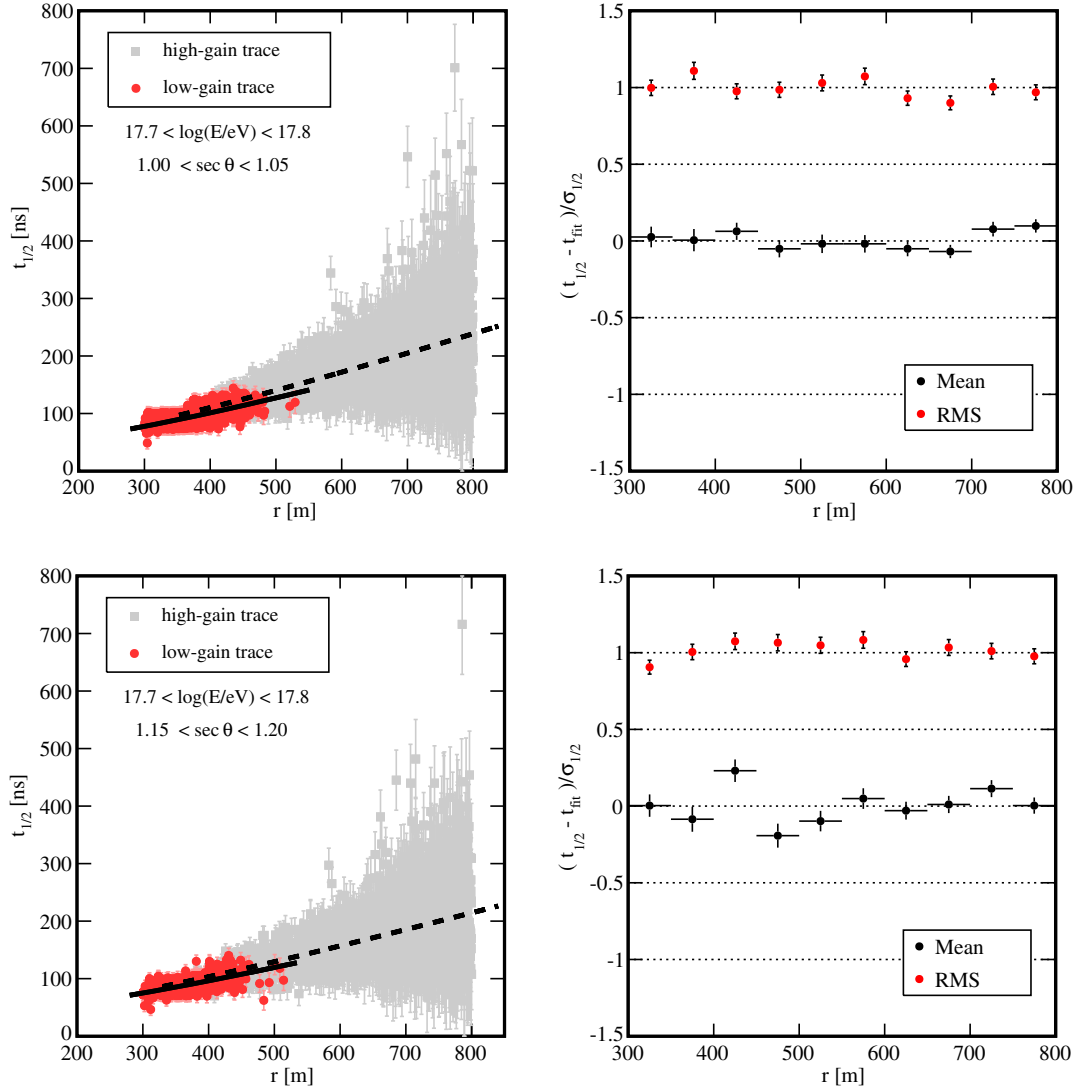 800
700
600
500
400
300
200
100
0
t1/2 [ns]
high-gain trace
low-gain trace
17.7 < log(E/eV) < 17.8
1.00 < sec θ < 1.05
200 300 400 500 600 700 800
r [m]
1.5
1
0.5
0
-0.5
-1
-1.5
( t1/2 - tfit )/σ1/2
Mean
RMS
300 400 500 600 700 800
r [m]
800
700
600
500
400
300
200
100
0
t1/2 [ns]
high-gain trace
low-gain trace
17.7 < log(E/eV) < 17.8
1.15 < sec θ < 1.20
200 300 400 500 600 700 800
r [m]
1.5
1
0.5
0
-0.5
-1
-1.5
( t1/2 - tfit )/σ1/2
Mean
RMS
300 400 500 600 700 800
r [m]